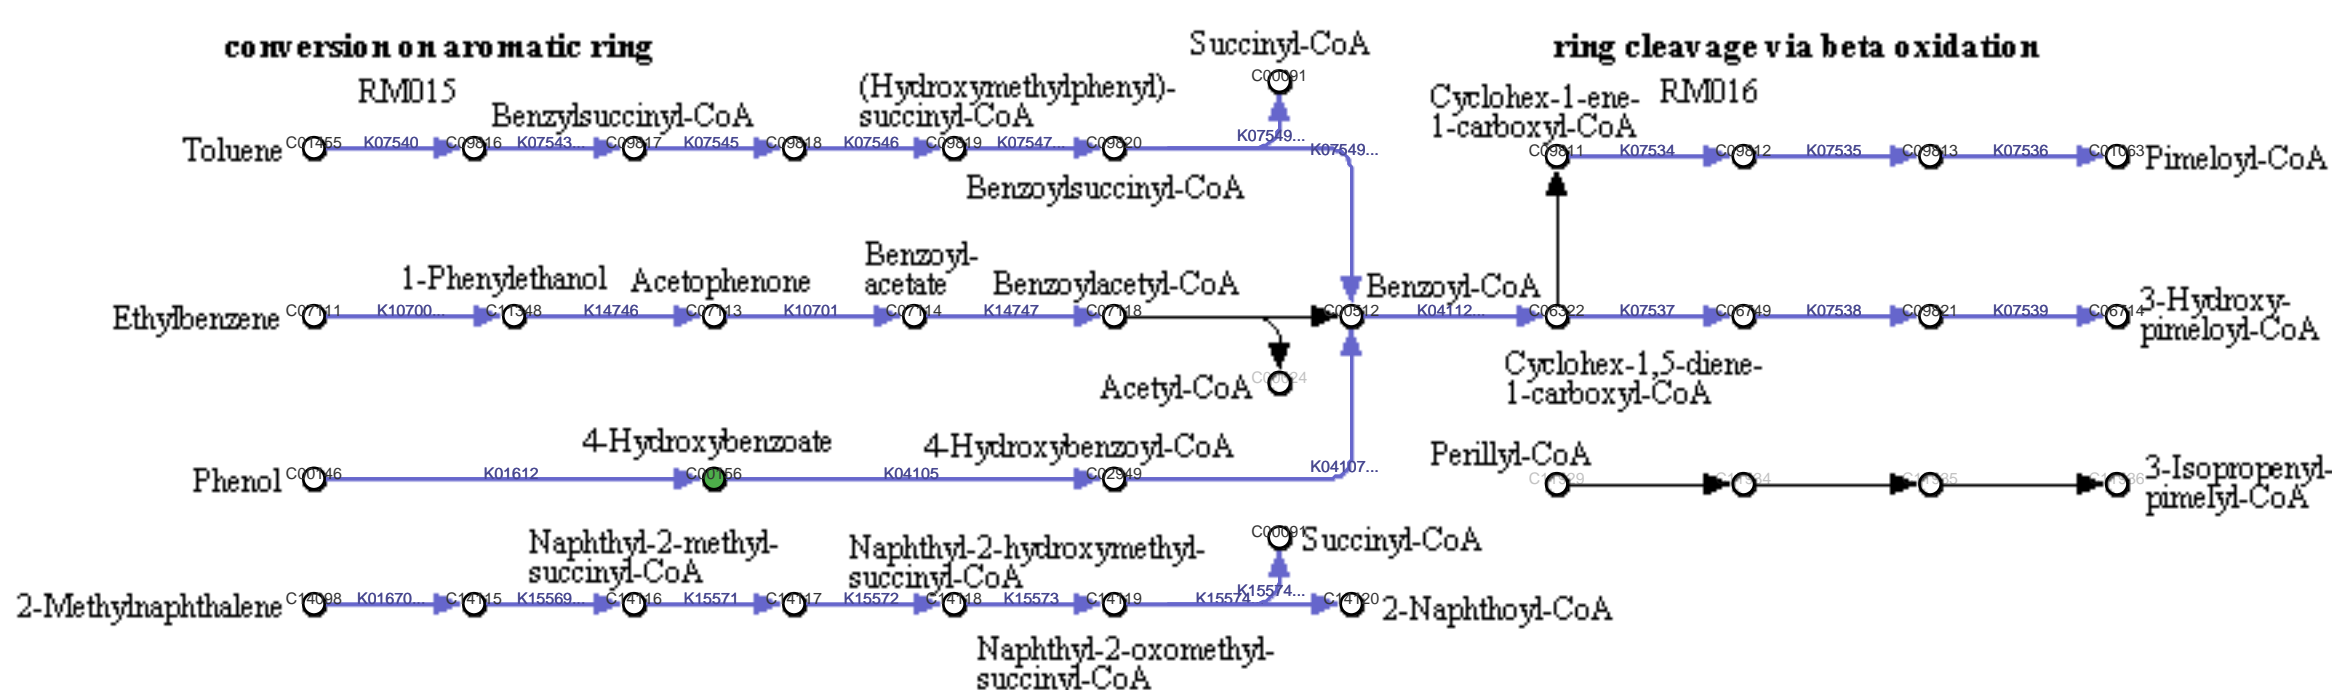 conversion on aromatic ring
ring cleavage via beta oxidation
RM015
RM016
Succinyl-CoA
C00091
Benzylsuccinyl-CoA
(Hydroxymethylphenyl)-
succinyl-CoA
Cyclohex-1-ene-
1-carboxyl-CoA
Toluene
C01455
K07540
C09816
K07543...
C09817
K07545
C09818
K07546
C09819
K07547...
C09820
K07549...
K07549...
C09811
K07534
C09812
K07535
C09813
K07536
C01063
Pimeloyl-CoA
Benzoylsuccinyl-CoA
1-Phenylethanol
Acetophenone
Benzoyl-
acetate
Benzoylacetyl-CoA
Benzoyl-CoA
Ethylbenzene
C07111
K10700...
C11348
K14746
C07113
K10701
C07114
K14747
C07118
C00512
K04112...
C06322
K07537
C06749
K07538
C09821
K07539
C06714
3-Hydroxy-
pimeloyl-CoA
Acetyl-CoA
C00024
Cyclohex-1,5-diene-
1-carboxyl-CoA
4-Hydroxybenzoate
4-Hydroxybenzoyl-CoA
Perillyl-CoA
Phenol
C00146
K01612
C00156
K04105
C02949
K04107...
3-Isopropenyl-
pimelyl-CoA
Naphthyl-2-methyl-
succinyl-CoA
Naphthyl-2-hydroxymethyl-
succinyl-CoA
C00091
Succinyl-CoA
2-Methylnaphthalene
C14098
K01670...
C14115
K15569...
C14116
K15571
C14117
K15572
C14118
K15573
C14119
K15574
K15574...
C14120
2-Naphthoyl-CoA
Naphthyl-2-oxomethyl-
succinyl-CoA